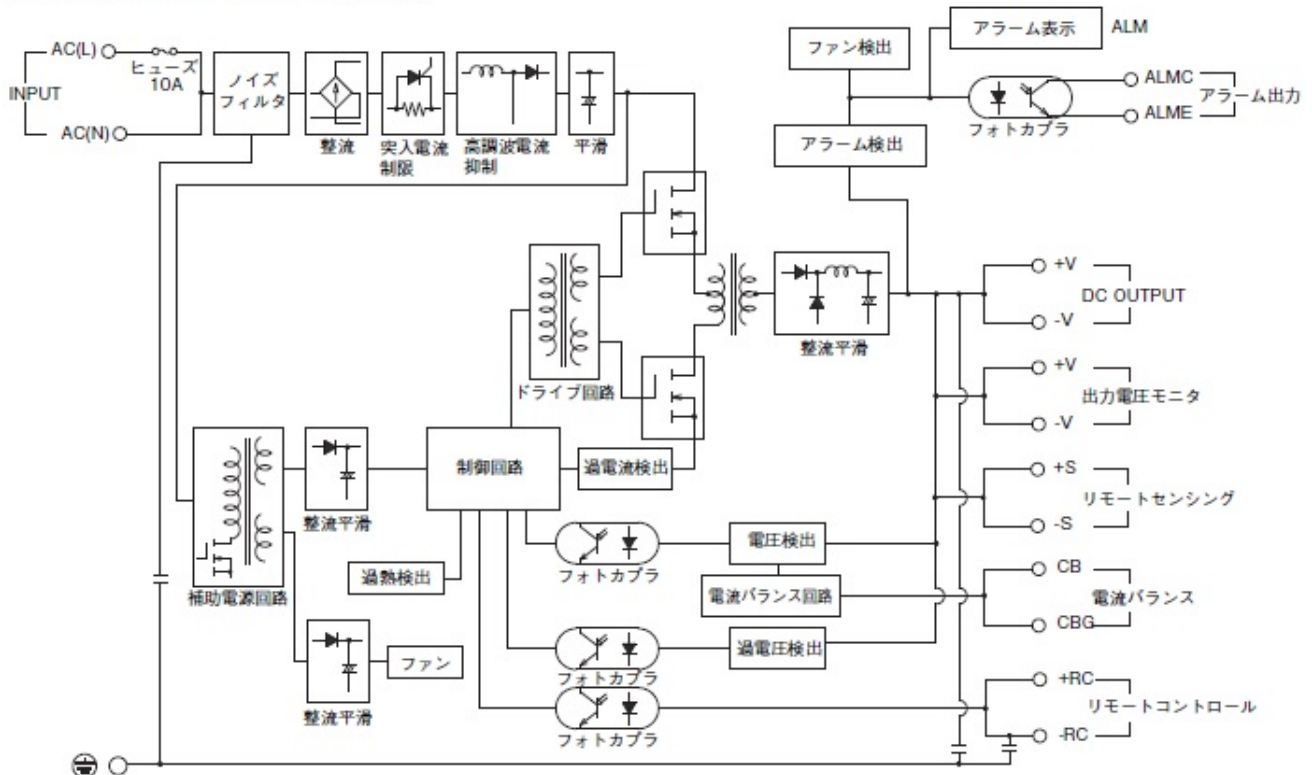 アラーム表示 ALM
ファン検出
AC(L)
ヒューズ
10A
ノイズ
フィルタ
INPUT
AC(N)
ALMC
アラーム出力
ALME
フォトカプラ
整流
突入電流
制限
高調波電流
抑制
平滑
アラーム検出
+V
DC OUTPUT
-V
整流平滑
ドライブ回路
+V
出力電圧モニタ
-V
制御回路
過電流検出
+S
リモートセンシング
-S
整流平滑
電圧検出
フォトカプラ
過熱検出
補助電源回路
電流バランス回路
CB
電流バランス
CBG
過電圧検出
フォトカプラ
ファン
整流平滑
+RC
リモートコントロール
-RC
フォトカプラ